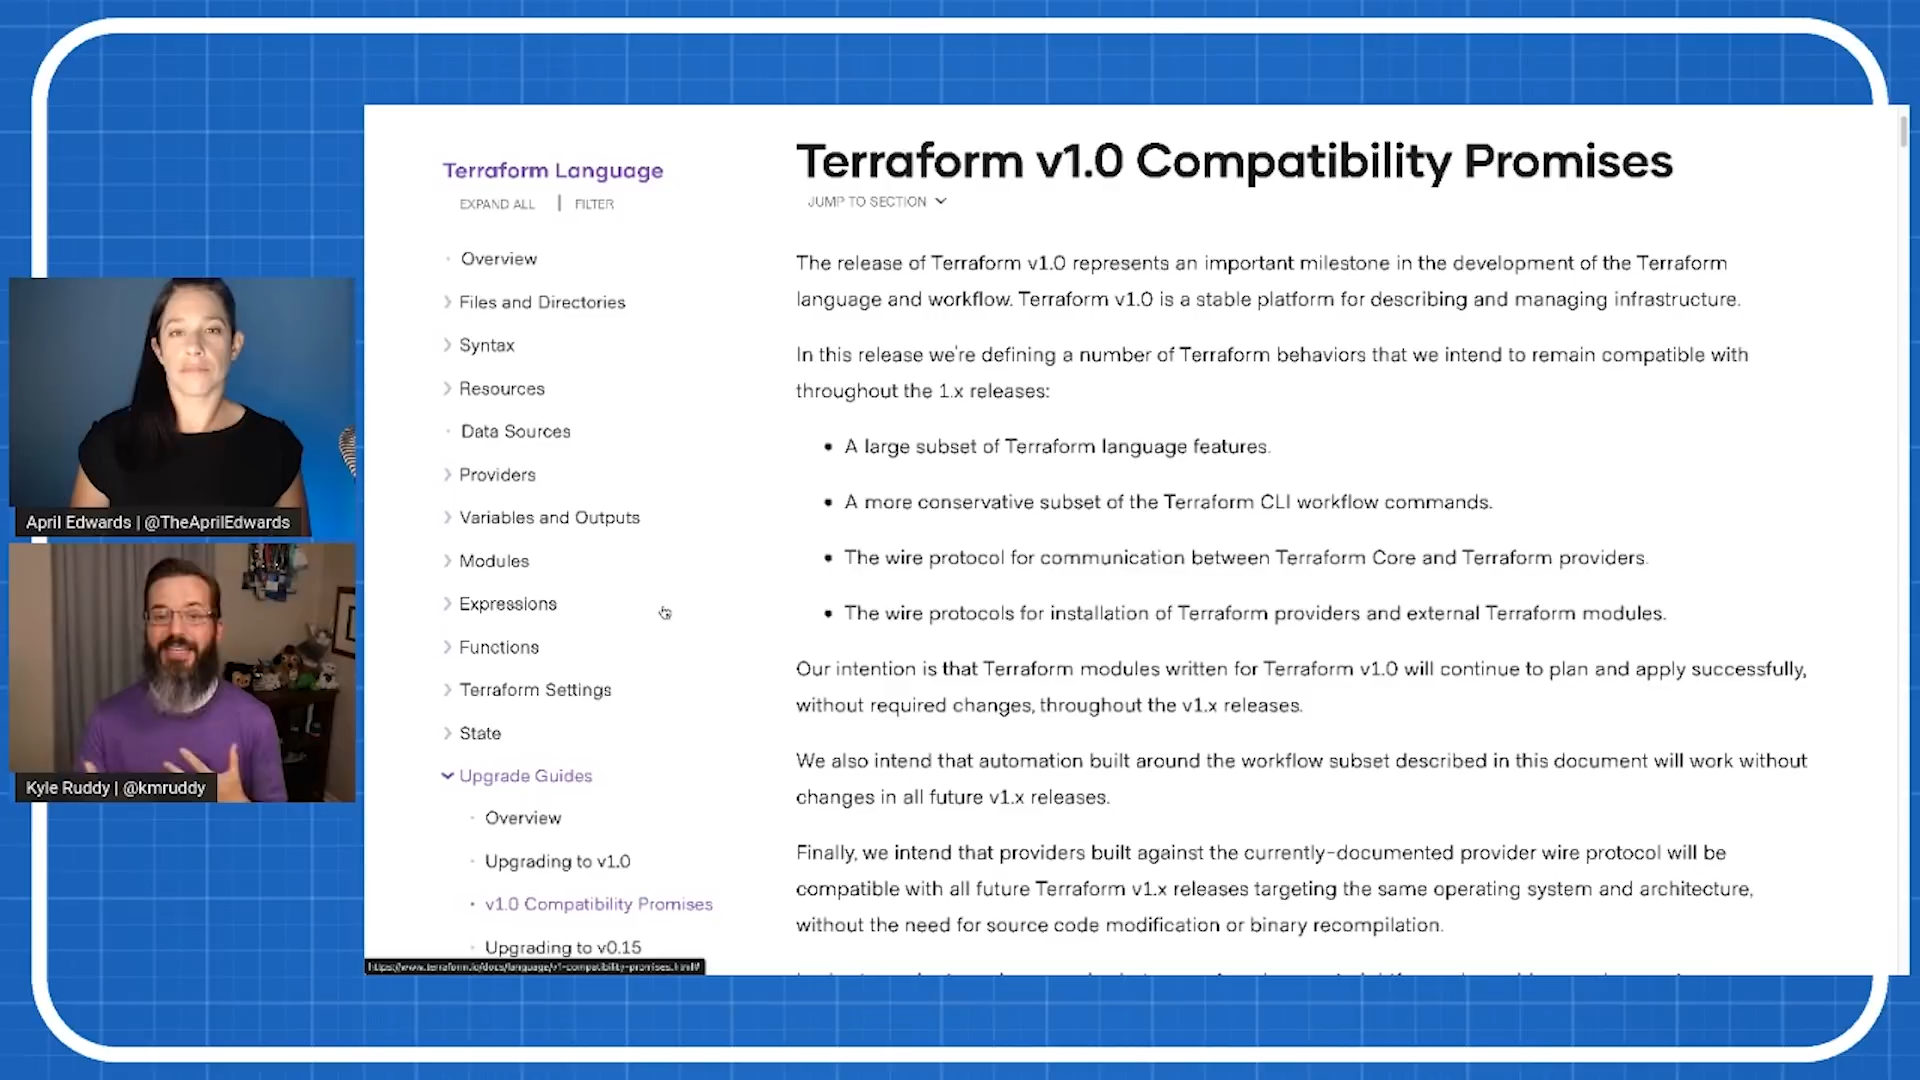 Terraform Language
EXPAND ALL | FILTER
Overview
Files and Directories
Syntax
Resources
Data Sources
Providers
Variables and Outputs
Modules
Expressions
Functions
Terraform Settings
State
Upgrade Guides
Overview
Upgrading to v1.0
v1.0 Compatibility Promises
Upgrading to v0.15
https://www.terraform.io/docs/language/v1-compatibility-promises.html#
Terraform v1.0 Compatibility Promises
JUMP TO SECTION
The release of Terraform v1.0 represents an important milestone in the development of the Terraform
language and workflow. Terraform v1.0 is a stable platform for describing and managing infrastructure.
In this release we're defining a number of Terraform behaviors that we intend to remain compatible with
throughout the 1.x releases:
• A large subset of Terraform language features.
• A more conservative subset of the Terraform CLI workflow commands.
• The wire protocol for communication between Terraform Core and Terraform providers.
• The wire protocols for installation of Terraform providers and external Terraform modules.
Our intention is that Terraform modules written for Terraform v1.0 will continue to plan and apply successfully,
without required changes, throughout the v1.x releases.
We also intend that automation built around the workflow subset described in this document will work without
changes in all future v1.x releases.
Finally, we intend that providers built against the currently-documented provider wire protocol will be
compatible with all future Terraform v1.x releases targeting the same operating system and architecture,
without the need for source code modification or binary recompilation.
April Edwards | @TheAprilEdwards
Kyle Ruddy | @kmruddy